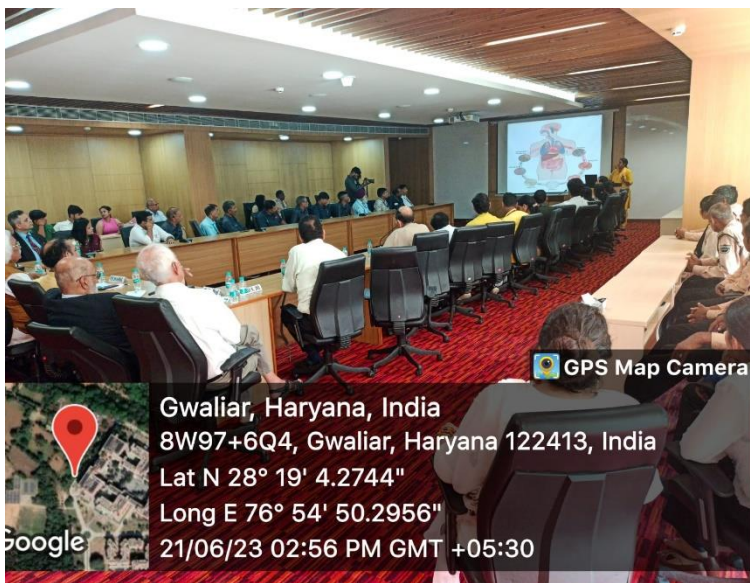 GPS Map Camera
Gwaliar, Haryana, India
8W97+6Q4, Gwaliar, Haryana 122413, India
Lat N 28° 19' 4.2744"
Long E 76° 54' 50.2956"
21/06/23 02:56 PM GMT +05:30
Google